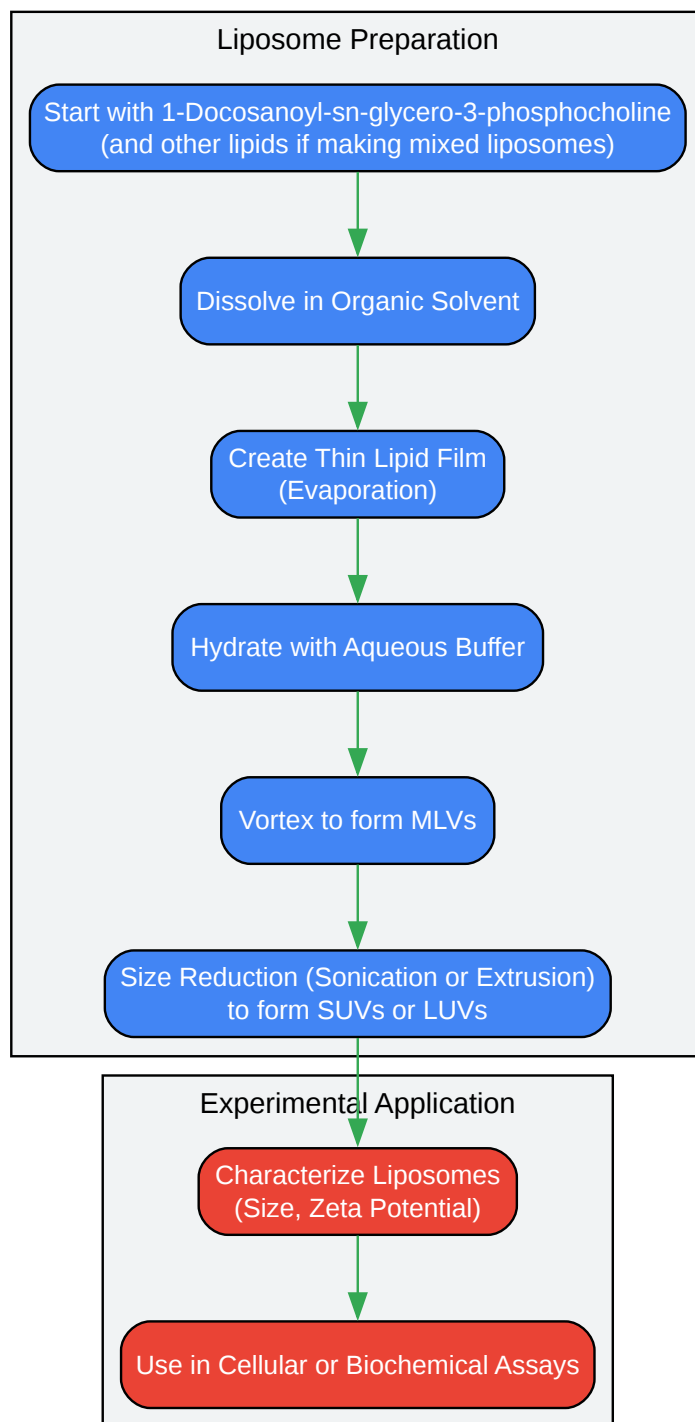 Liposome Preparation
Start with 1-Docosanoyl-sn-glycero-3-phosphocholine
(and other lipids if making mixed liposomes)
Dissolve in Organic Solvent
Create Thin Lipid Film
(Evaporation)
Hydrate with Aqueous Buffer
Vortex to form MLVs
Size Reduction (Sonication or Extrusion)
to form SUVs or LUVs
Experimental Application
Characterize Liposomes
(Size, Zeta Potential)
Use in Cellular or Biochemical Assays